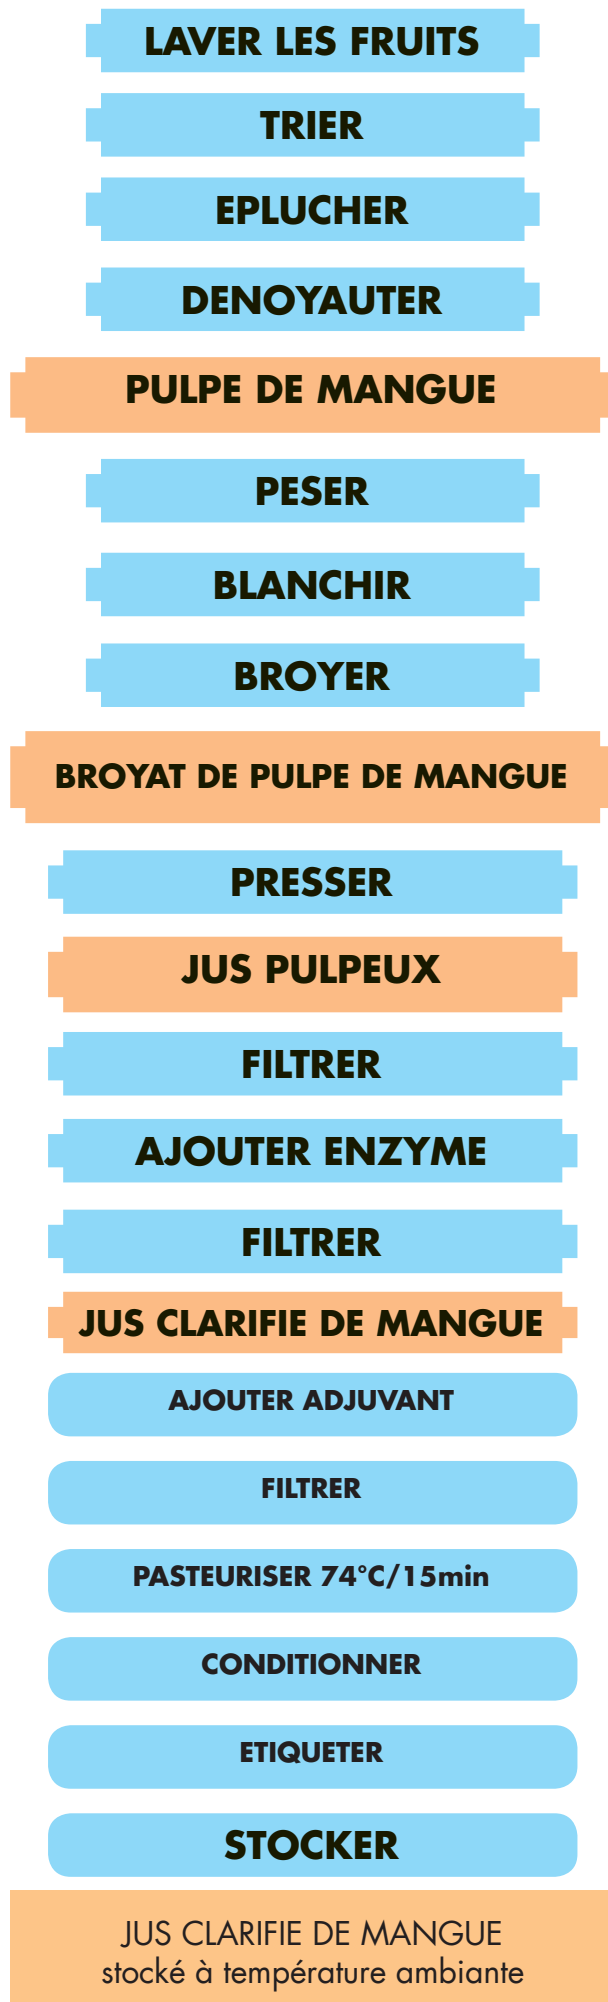 LAVER LES FRUITS
TRIER
EPLUCHER
DENOYAUTER
PULPE DE MANGUE
PESER
BLANCHIR
BROYER
BROYAT DE PULPE DE MANGUE
PRESSER
JUS PULPEUX
FILTRER
AJOUTER ENZYME
FILTRER
JUS CLARIFIE DE MANGUE
AJOUTER ADJUVANT
FILTRER
PASTEURISER 74°C/15min
CONDITIONNER
ETIQUETER
STOCKER
JUS CLARIFIE DE MANGUE
stocké à température ambiante